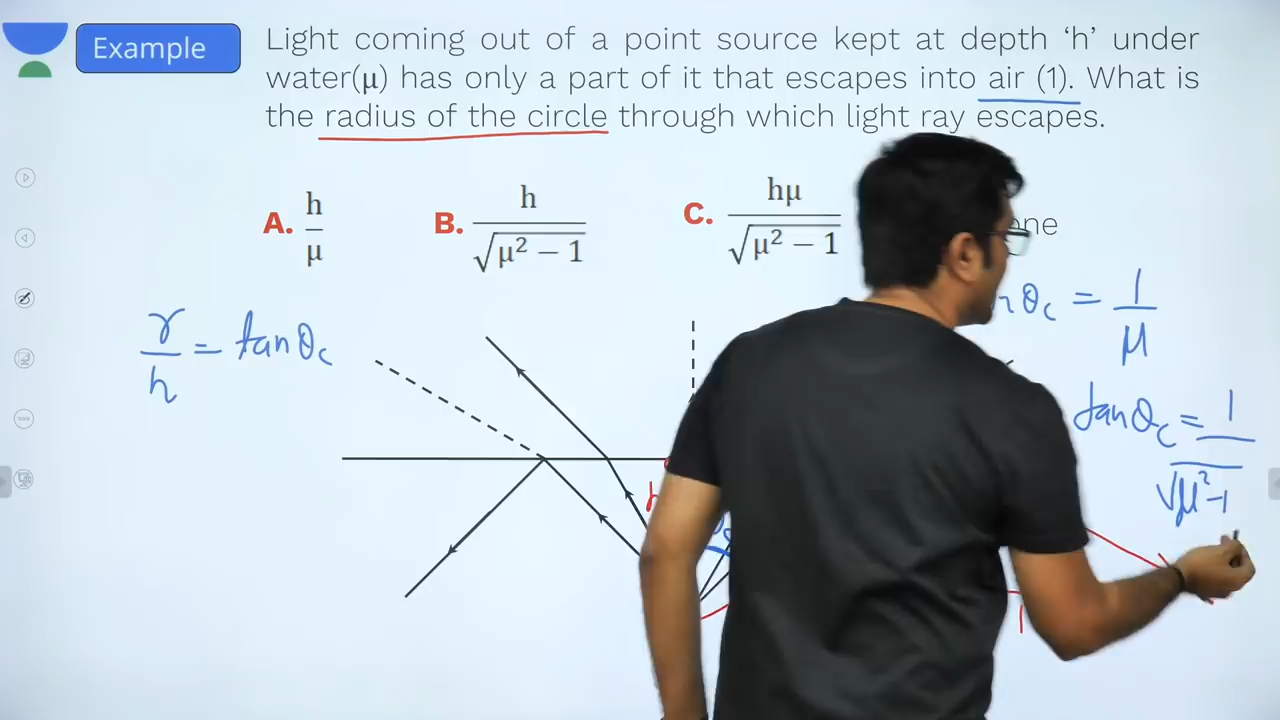 Example
Light coming out of a point source kept at depth ‘h’ under
water(μ) has only a part of it that escapes into air (1). What is
the radius of the circle through which light ray escapes.
A. h/μ
B. h/√(μ² − 1)
C. hμ/√(μ² − 1)
θc = 1/μ
r/h = tan θc
tan θc = 1/√(μ² − 1)